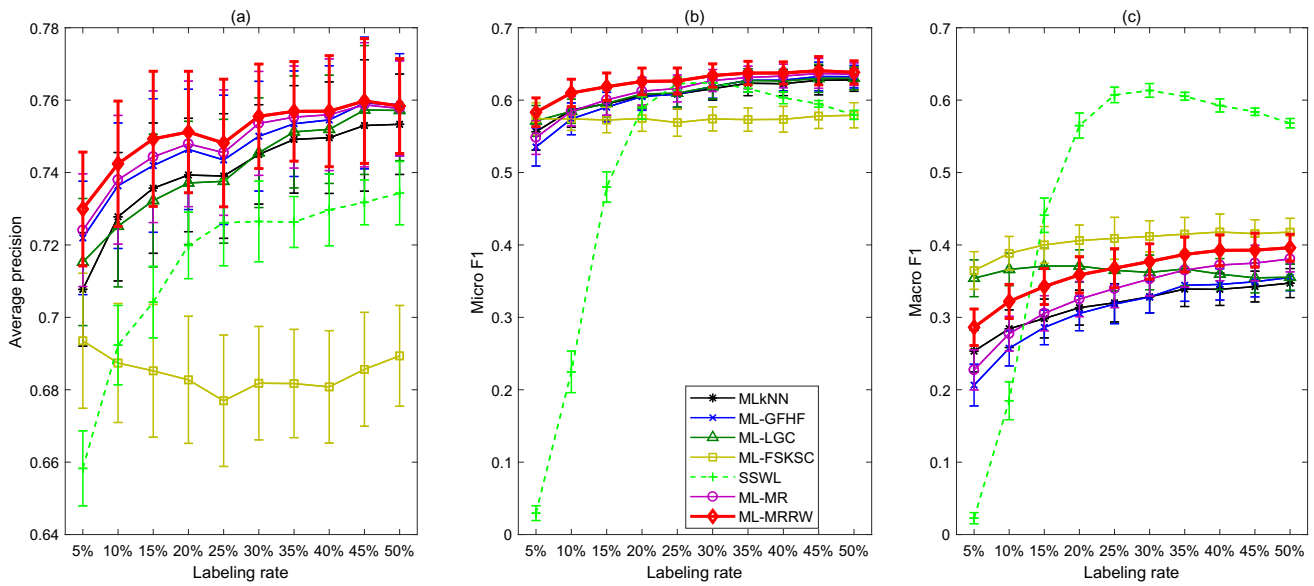 (a)
0.78
0.76
0.74
0.72
0.7
0.68
0.66
0.64
Average precision
5% 10% 15% 20% 25% 30% 35% 40% 45% 50%
Labeling rate
(b)
0.7
0.6
0.5
0.4
0.3
0.2
0.1
0
Micro F1
MLkNN
ML-GFHF
ML-LGC
ML-FSKSC
SSWL
ML-MR
ML-MRRW
5% 10% 15% 20% 25% 30% 35% 40% 45% 50%
Labeling rate
(c)
0.7
0.6
0.5
0.4
0.3
0.2
0.1
0
Macro F1
5% 10% 15% 20% 25% 30% 35% 40% 45% 50%
Labeling rate